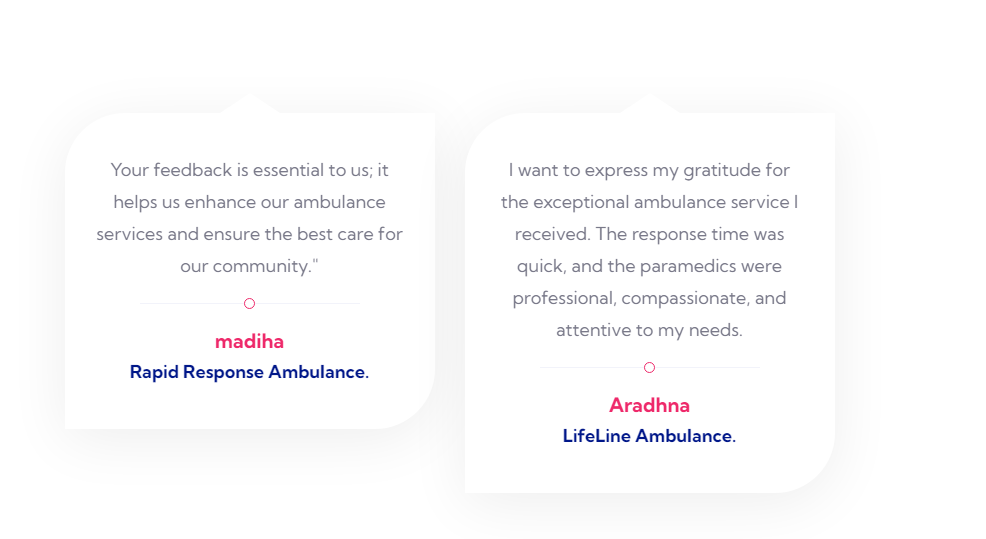 Your feedback is essential to us; it
helps us enhance our ambulance
services and ensure the best care for
our community."
madiha
Rapid Response Ambulance.
I want to express my gratitude for
the exceptional ambulance service I
received. The response time was
quick, and the paramedics were
professional, compassionate, and
attentive to my needs.
Aradhna
LifeLine Ambulance.